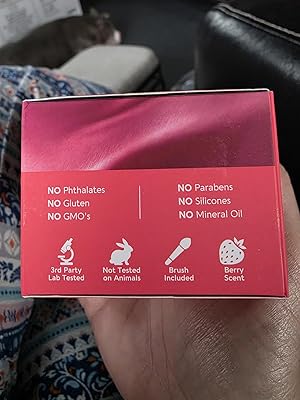 NO Phthalates
NO Gluten
NO GMO's
NO Parabens
NO Silicones
NO Mineral Oil
3rd Party
Lab Tested
Not Tested
on Animals
Brush
Included
Berry
Scent